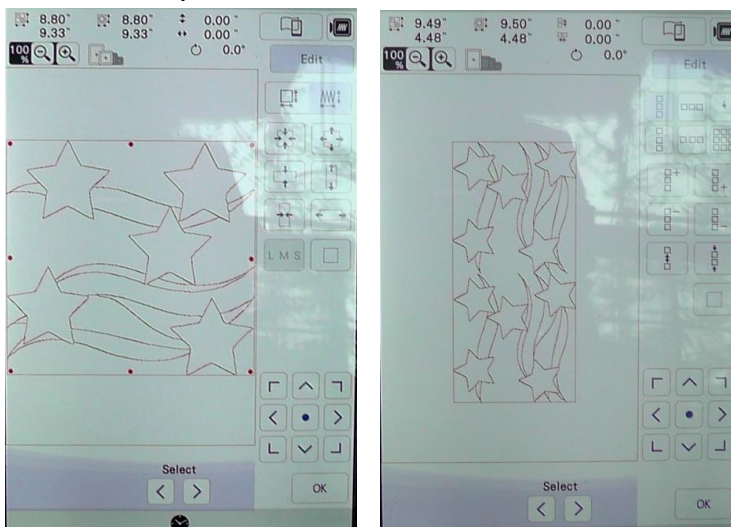 8.80" 8.80" 0.00 "
9.33" 9.33" 0.00 "
100 % 0.0°
Edit
L M S
Select
OK
9.49" 9.50" 0.00 "
4.48" 4.48" 0.00 "
100 % 0.0°
Edit
Select
OK